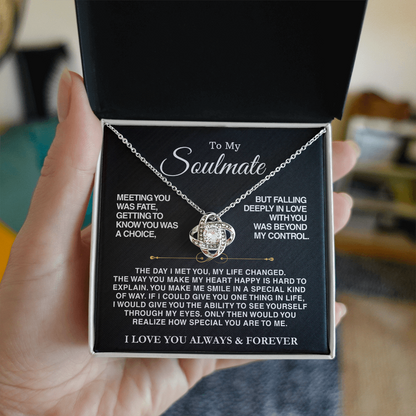 To My
Soulmate
MEETING YOU
WAS FATE,
GETTING TO
KNOW YOU WAS
A CHOICE,
BUT FALLING
DEEPLY IN LOVE
WITH YOU
WAS BEYOND
MY CONTROL.
THE DAY I MET YOU, MY LIFE CHANGED.
THE WAY YOU MAKE MY HEART HAPPY IS HARD TO
EXPLAIN. YOU MAKE ME SMILE IN A SPECIAL KIND
OF WAY. IF I COULD GIVE YOU ONE THING IN LIFE,
I WOULD GIVE YOU THE ABILITY TO SEE YOURSELF
THROUGH MY EYES. ONLY THEN WOULD YOU
REALIZE HOW SPECIAL YOU ARE TO ME.
I LOVE YOU ALWAYS & FOREVER